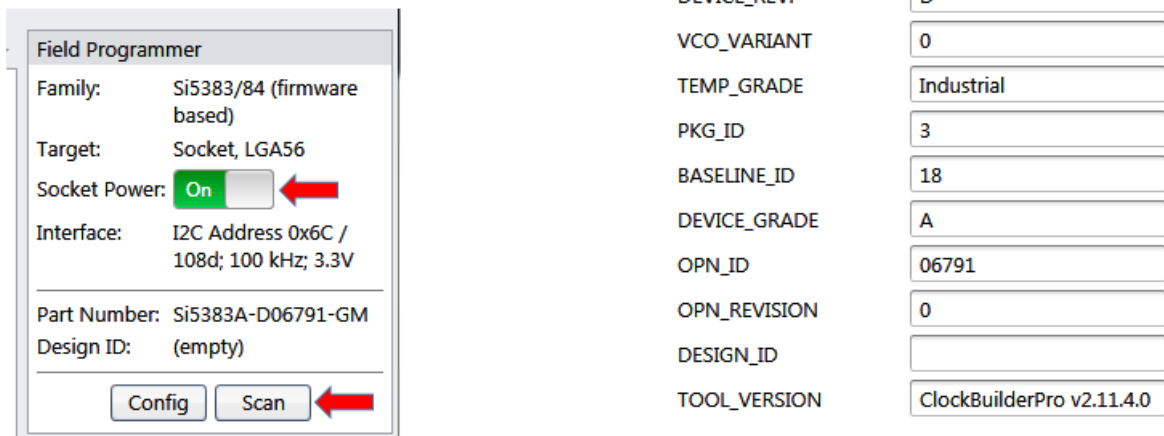 Field Programmer
Family: Si5383/84 (firmware
based)
Target: Socket, LGA56
Socket Power: On
Interface: I2C Address 0x6C /
108d; 100 kHz; 3.3V
Part Number: Si5383A-D06791-GM
Design ID: (empty)
Config Scan
VCO_VARIANT 0
TEMP_GRADE Industrial
PKG_ID 3
BASELINE_ID 18
DEVICE_GRADE A
OPN_ID 06791
OPN_REVISION 0
DESIGN_ID
TOOL_VERSION ClockBuilderPro v2.11.4.0